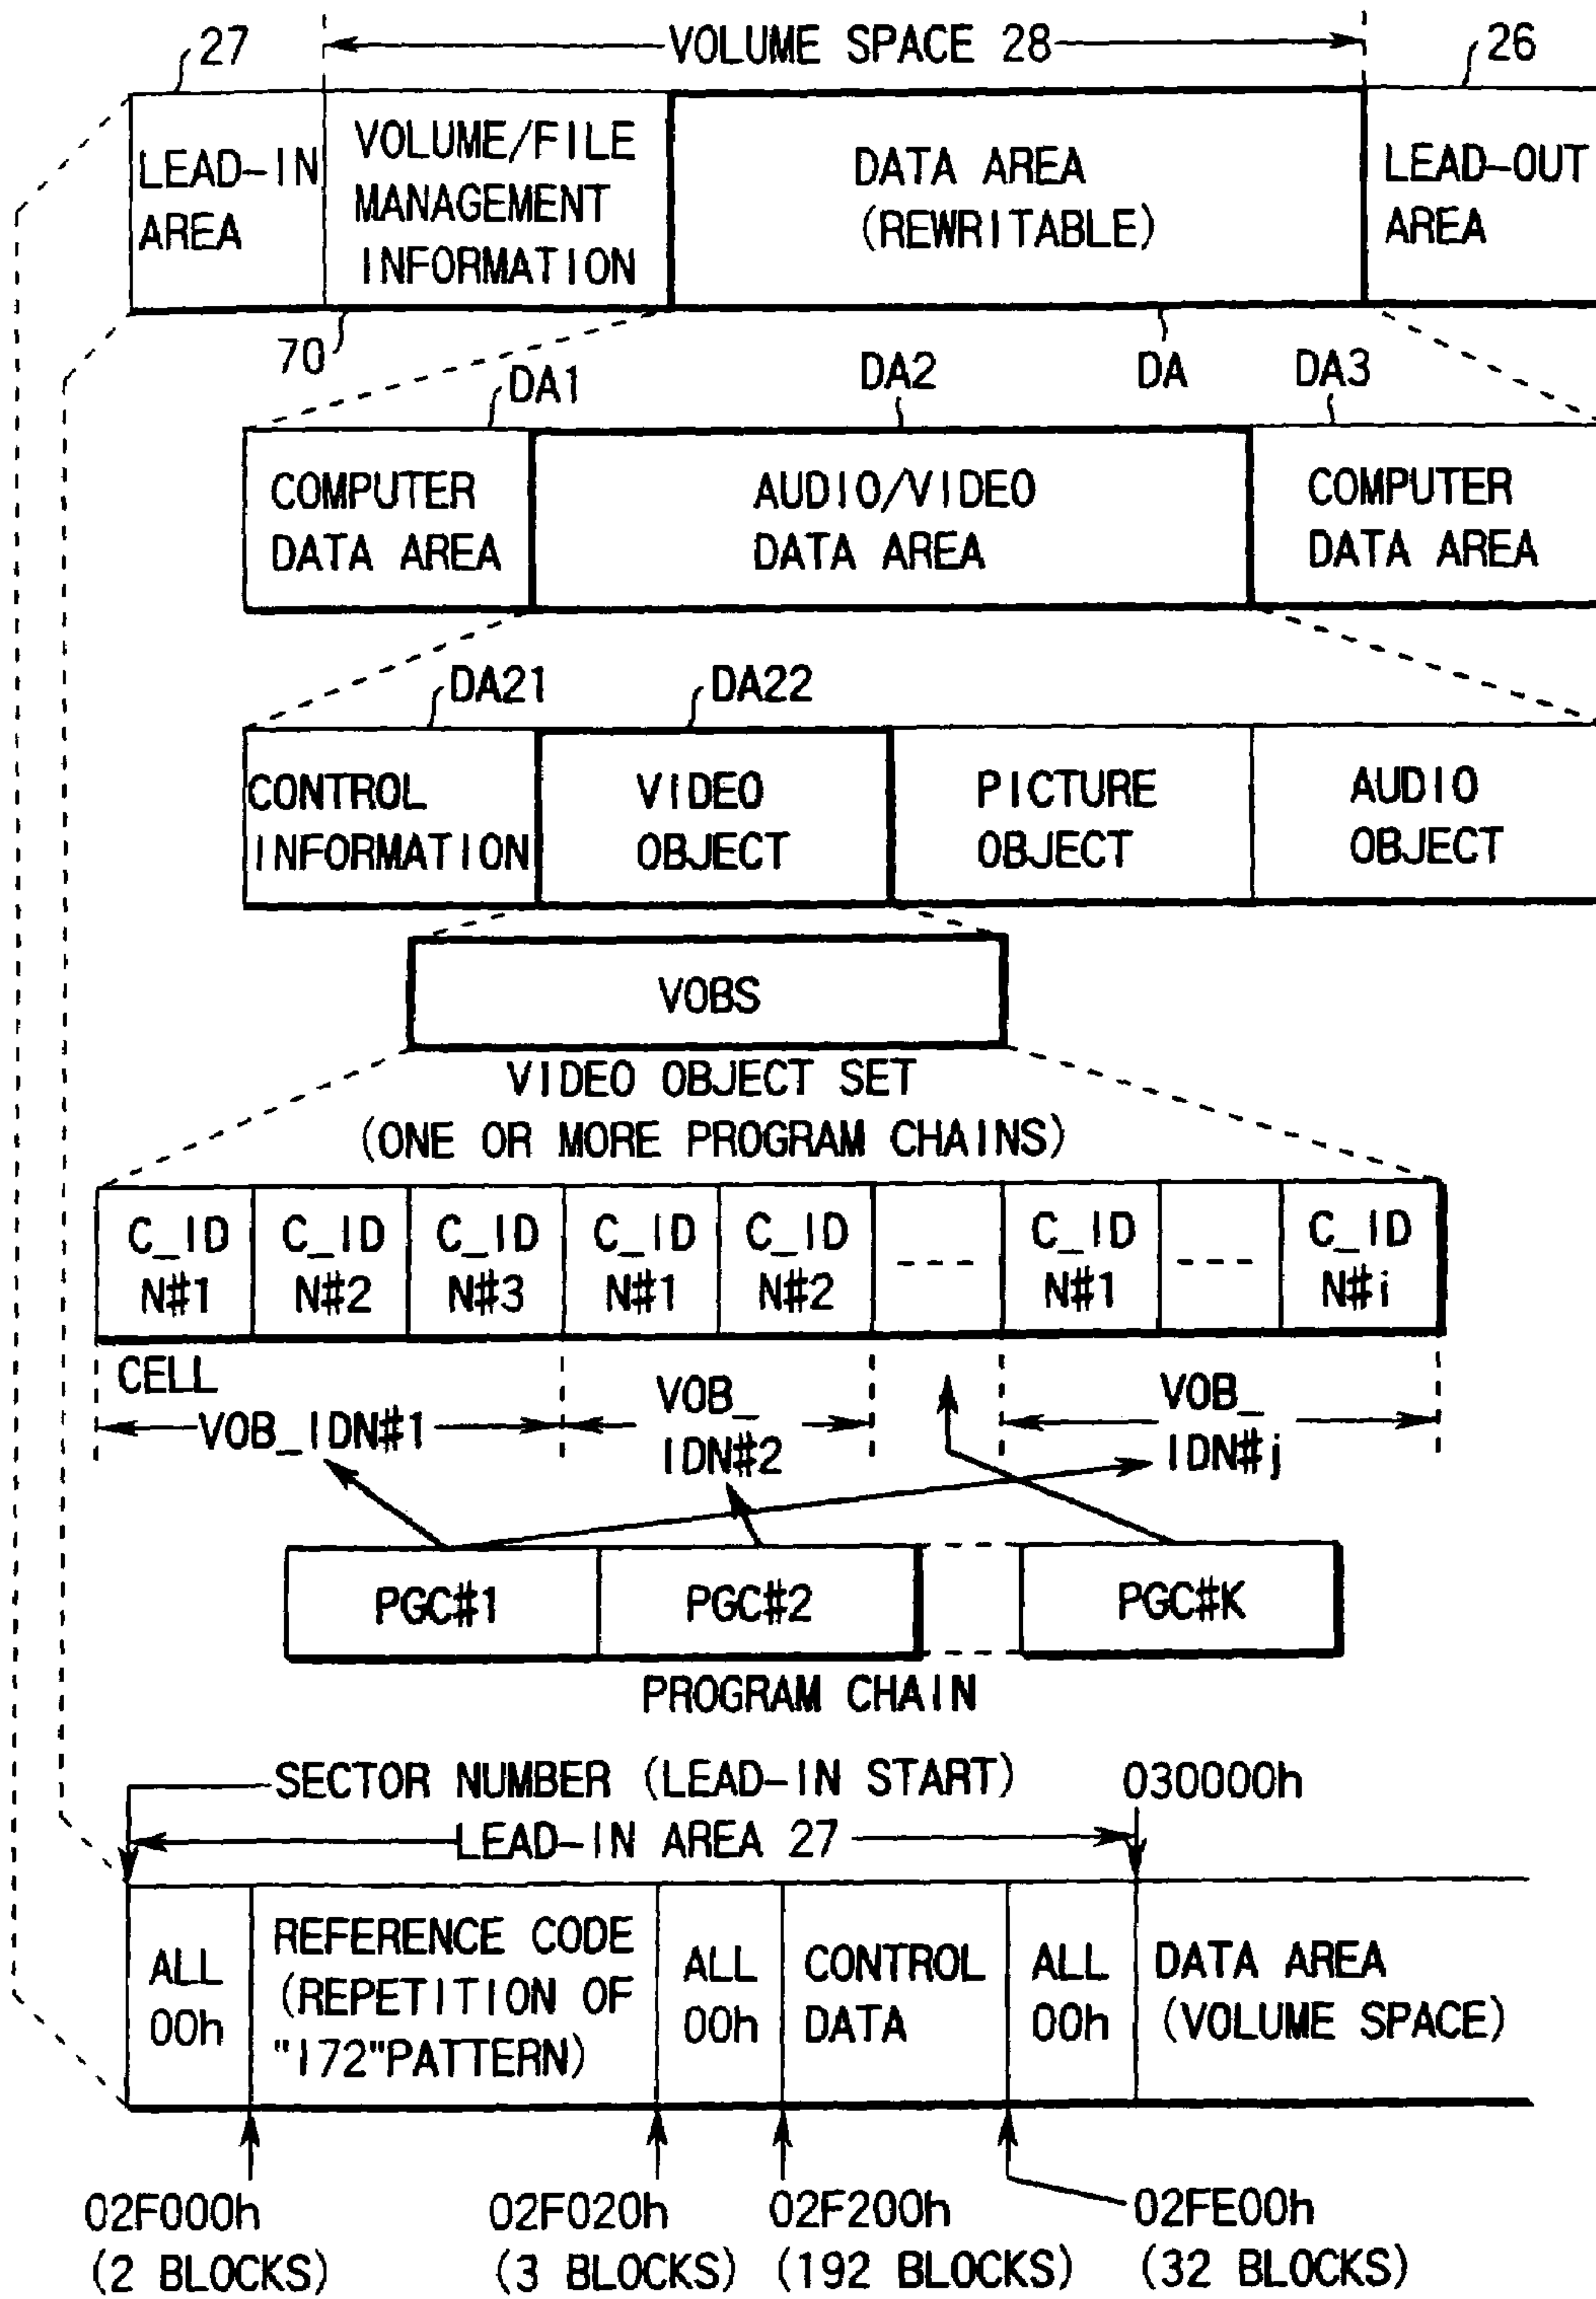 27
VOLUME SPACE 28
26
LEAD-IN
AREA
VOLUME/FILE
MANAGEMENT
INFORMATION
DATA AREA
(REWRITABLE)
LEAD-OUT
AREA
70
DA1
DA2
DA
DA3
COMPUTER
DATA AREA
AUDIO/VIDEO
DATA AREA
COMPUTER
DATA AREA
DA21
DA22
CONTROL
INFORMATION
VIDEO
OBJECT
PICTURE
OBJECT
AUDIO
OBJECT
VOBS
VIDEO OBJECT SET
(ONE OR MORE PROGRAM CHAINS)
C_ID
N#1
C_ID
N#2
C_ID
N#3
C_ID
N#1
C_ID
N#2
----
C_ID
N#1
----
C_ID
N#i
CELL
VOB_IDN#1
VOB_
IDN#2
VOB_
IDN#j
PGC#1
PGC#2
PGC#K
PROGRAM CHAIN
SECTOR NUMBER (LEAD-IN START)
030000h
LEAD-IN AREA 27
ALL
00h
REFERENCE CODE
(REPETITION OF
"172"PATTERN)
ALL
00h
CONTROL
DATA
ALL
00h
DATA AREA
(VOLUME SPACE)
02F000h
(2 BLOCKS)
02F020h
(3 BLOCKS)
02F200h
(192 BLOCKS)
02FE00h
(32 BLOCKS)